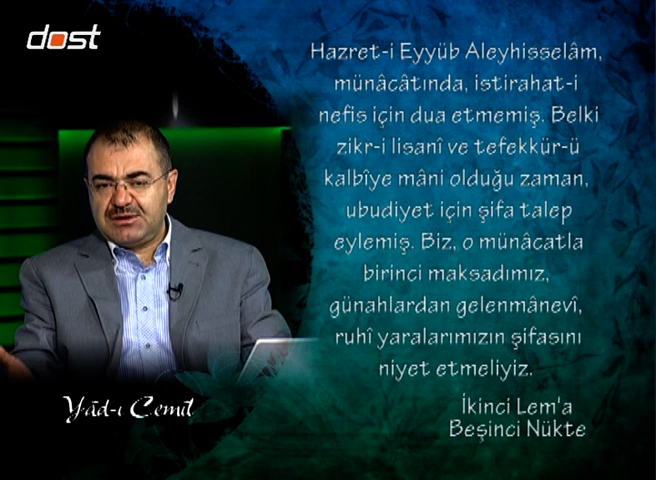 dost
Hazret-i Eyyüb Aleyhisselâm,
münâcâtında, istirahat-i
nefis için dua etmemiş. Belki
zikr-i lisanî ve tefekkür-ü
kalbîye mâni olduğu zaman,
ubudiyet için şifa talep
eylemiş. Biz, o münâcatla
birinci maksadımız,
günahlardan gelenmânevî,
ruhî yaralarımızın şifasını
niyet etmeliyiz.
İkinci Lem'a
Beşinci Nükte
Yâd-ı Cemil